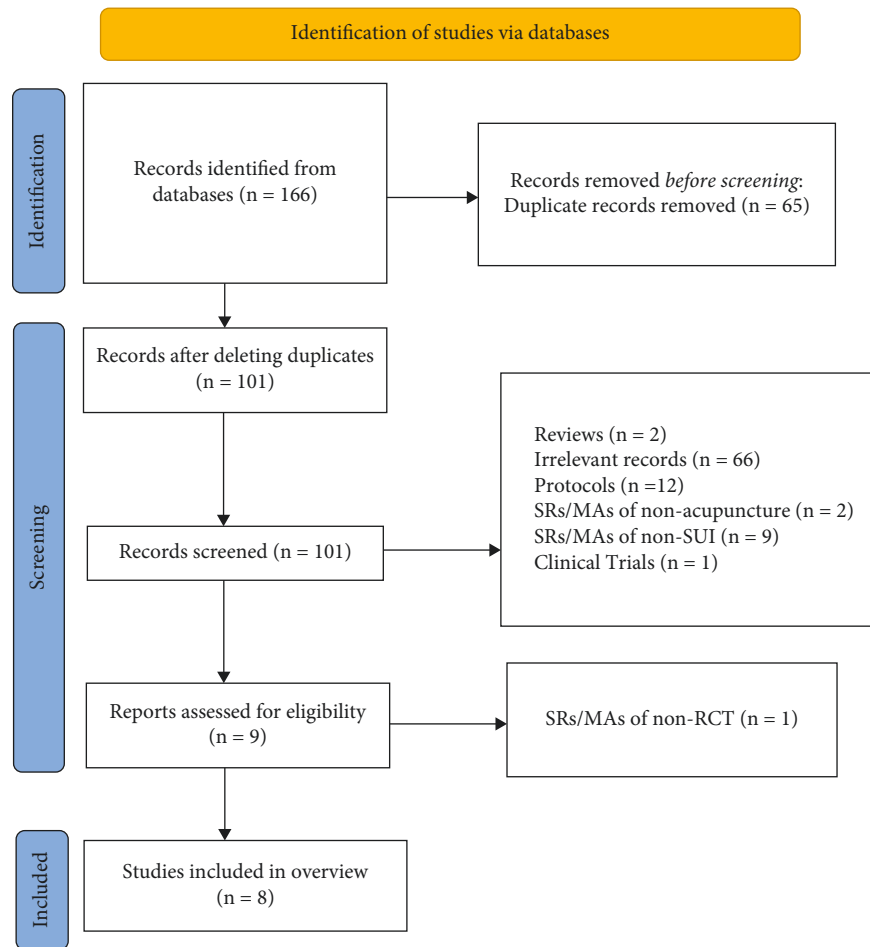 Identification of studies via databases
Identification
Records identified from
databases (n = 166)
Records removed before screening:
Duplicate records removed (n = 65)
Screening
Records after deleting duplicates
(n = 101)
Records screened (n = 101)
Reviews (n = 2)
Irrelevant records (n = 66)
Protocols (n =12)
SRs/MAs of non-acupuncture (n = 2)
SRs/MAs of non-SUI (n = 9)
Clinical Trials (n = 1)
Reports assessed for eligibility
(n = 9)
SRs/MAs of non-RCT (n = 1)
Included
Studies included in overview
(n = 8)